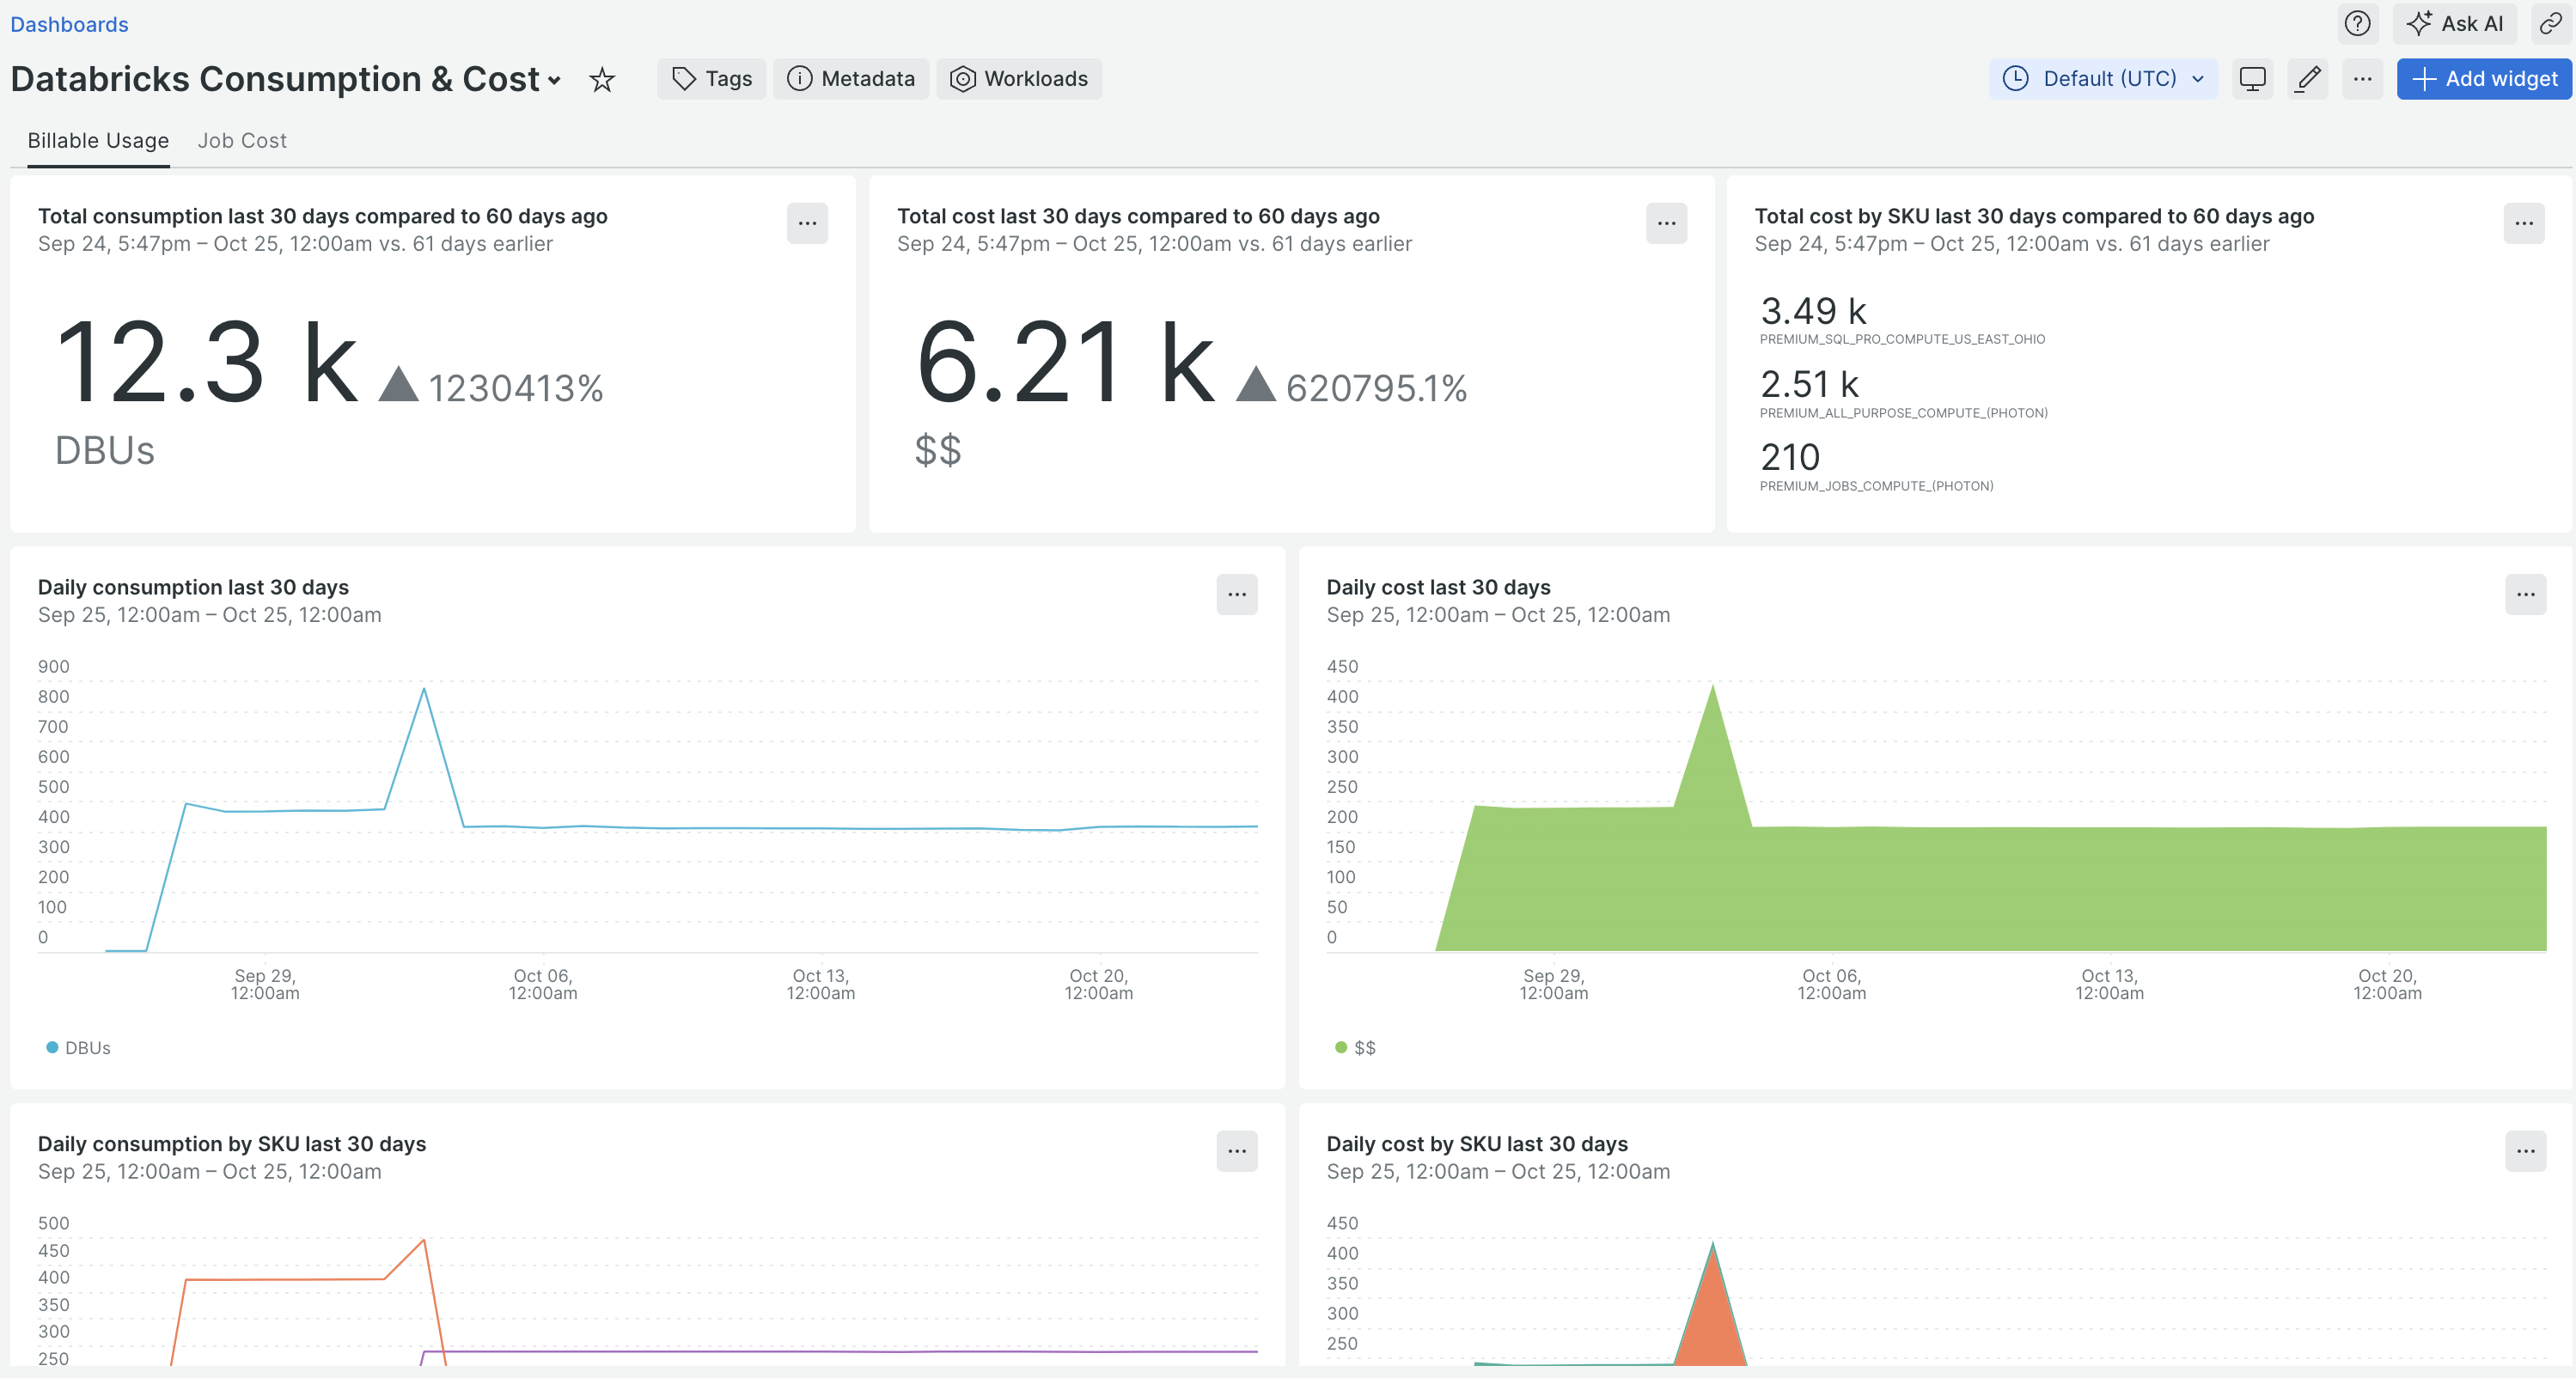 Dashboards
Ask AI
Databricks Consumption & Cost
Tags
Metadata
Workloads
Default (UTC)
Add widget
Billable Usage
Job Cost
Total consumption last 30 days compared to 60 days ago
Sep 24, 5:47pm – Oct 25, 12:00am vs. 61 days earlier
12.3 k
1230413%
DBUs
Total cost last 30 days compared to 60 days ago
Sep 24, 5:47pm – Oct 25, 12:00am vs. 61 days earlier
6.21 k
620795.1%
$$
Total cost by SKU last 30 days compared to 60 days ago
Sep 24, 5:47pm – Oct 25, 12:00am vs. 61 days earlier
3.49 k
PREMIUM_SQL_PRO_COMPUTE_US_EAST_OHIO
2.51 k
PREMIUM_ALL_PURPOSE_COMPUTE_(PHOTON)
210
PREMIUM_JOBS_COMPUTE_(PHOTON)
Daily consumption last 30 days
Sep 25, 12:00am – Oct 25, 12:00am
900
800
700
600
500
400
300
200
100
0
Sep 29,
12:00am
Oct 06,
12:00am
Oct 13,
12:00am
Oct 20,
12:00am
DBUs
Daily cost last 30 days
Sep 25, 12:00am – Oct 25, 12:00am
450
400
350
300
250
200
150
100
50
0
Sep 29,
12:00am
Oct 06,
12:00am
Oct 13,
12:00am
Oct 20,
12:00am
$$
Daily consumption by SKU last 30 days
Sep 25, 12:00am – Oct 25, 12:00am
500
450
400
350
300
250
Daily cost by SKU last 30 days
Sep 25, 12:00am – Oct 25, 12:00am
450
400
350
300
250